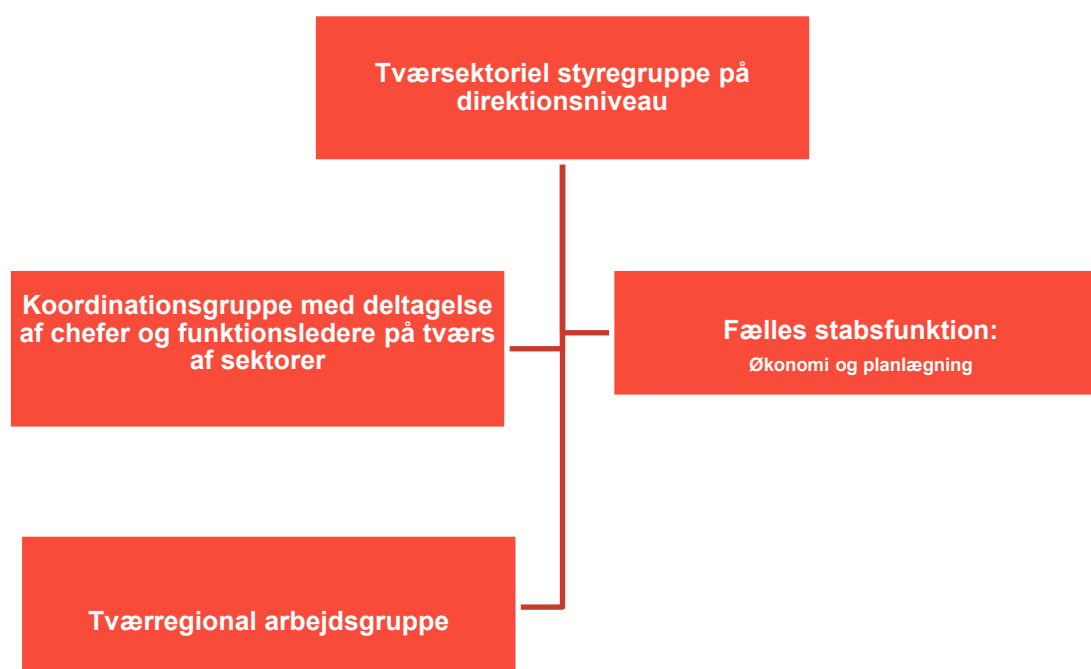 Tværsektoriel styregruppe på
direktionsniveau
Koordinationsgruppe med deltagelse
af chefer og funktionsledere på tværs
af sektorer
Fælles stabsfunktion:
Økonomi og planlægning
Tværregional arbejdsgruppe